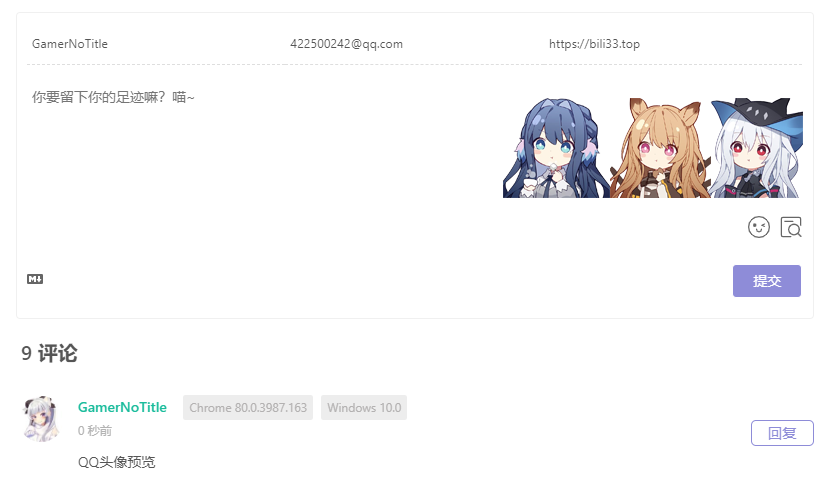 GamerNoTitle 422500242@qq.com https://bili33.top
你要留下你的足迹嘛？喵~
M↓
提交
9 评论
GamerNoTitle Chrome 80.0.3987.163 Windows 10.0
0 秒前
回复
QQ头像预览